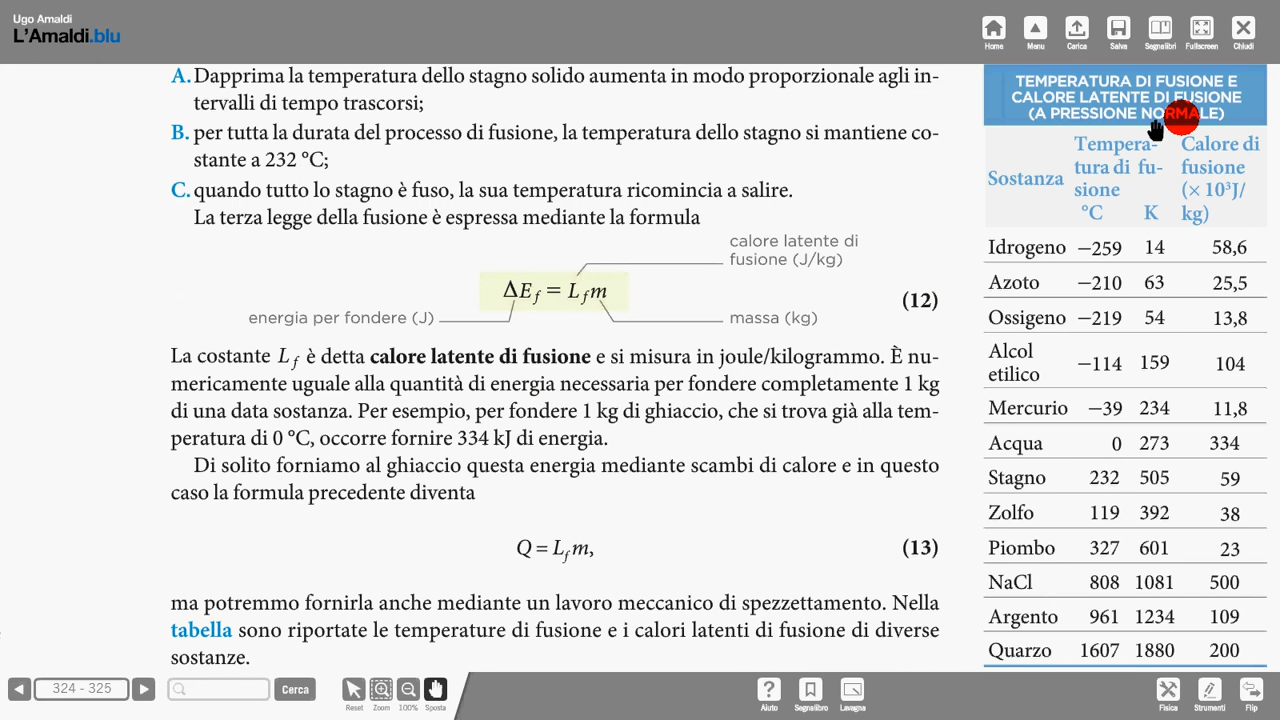 Ugo Amaldi
L'Amaldi.blu
Home Menu Carica Salva Segnalibri Fullscreen Chiudi
A. Dapprima la temperatura dello stagno solido aumenta in modo proporzionale agli in-
tervalli di tempo trascorsi;
B. per tutta la durata del processo di fusione, la temperatura dello stagno si mantiene co-
stante a 232 °C;
C. quando tutto lo stagno è fuso, la sua temperatura ricomincia a salire.
La terza legge della fusione è espressa mediante la formula
calore latente di
fusione (J/kg)
ΔE_f = L_f m
(12)
energia per fondere (J)
massa (kg)
La costante L_f è detta calore latente di fusione e si misura in joule/kilogrammo. È nu-
mericamente uguale alla quantità di energia necessaria per fondere completamente 1 kg
di una data sostanza. Per esempio, per fondere 1 kg di ghiaccio, che si trova già alla tem-
peratura di 0 °C, occorre fornire 334 kJ di energia.
Di solito forniamo al ghiaccio questa energia mediante scambi di calore e in questo
caso la formula precedente diventa
Q = L_f m,
(13)
ma potremmo fornirla anche mediante un lavoro meccanico di spezzettamento. Nella
tabella sono riportate le temperature di fusione e i calori latenti di fusione di diverse
sostanze.
TEMPERATURA DI FUSIONE E
CALORE LATENTE DI FUSIONE
(A PRESSIONE NORMALE)
Sostanza
Tempera-
tura di fu-
sione
°C K
Calore di
fusione
(× 10³J/
kg)
Idrogeno −259 14 58,6
Azoto −210 63 25,5
Ossigeno −219 54 13,8
Alcol
etilico −114 159 104
Mercurio −39 234 11,8
Acqua 0 273 334
Stagno 232 505 59
Zolfo 119 392 38
Piombo 327 601 23
NaCl 808 1081 500
Argento 961 1234 109
Quarzo 1607 1880 200
324 - 325
Cerca
Reset Zoom 100% Sposta
Aiuto Segnalibro Lavagna
Fisica Strumenti Flip